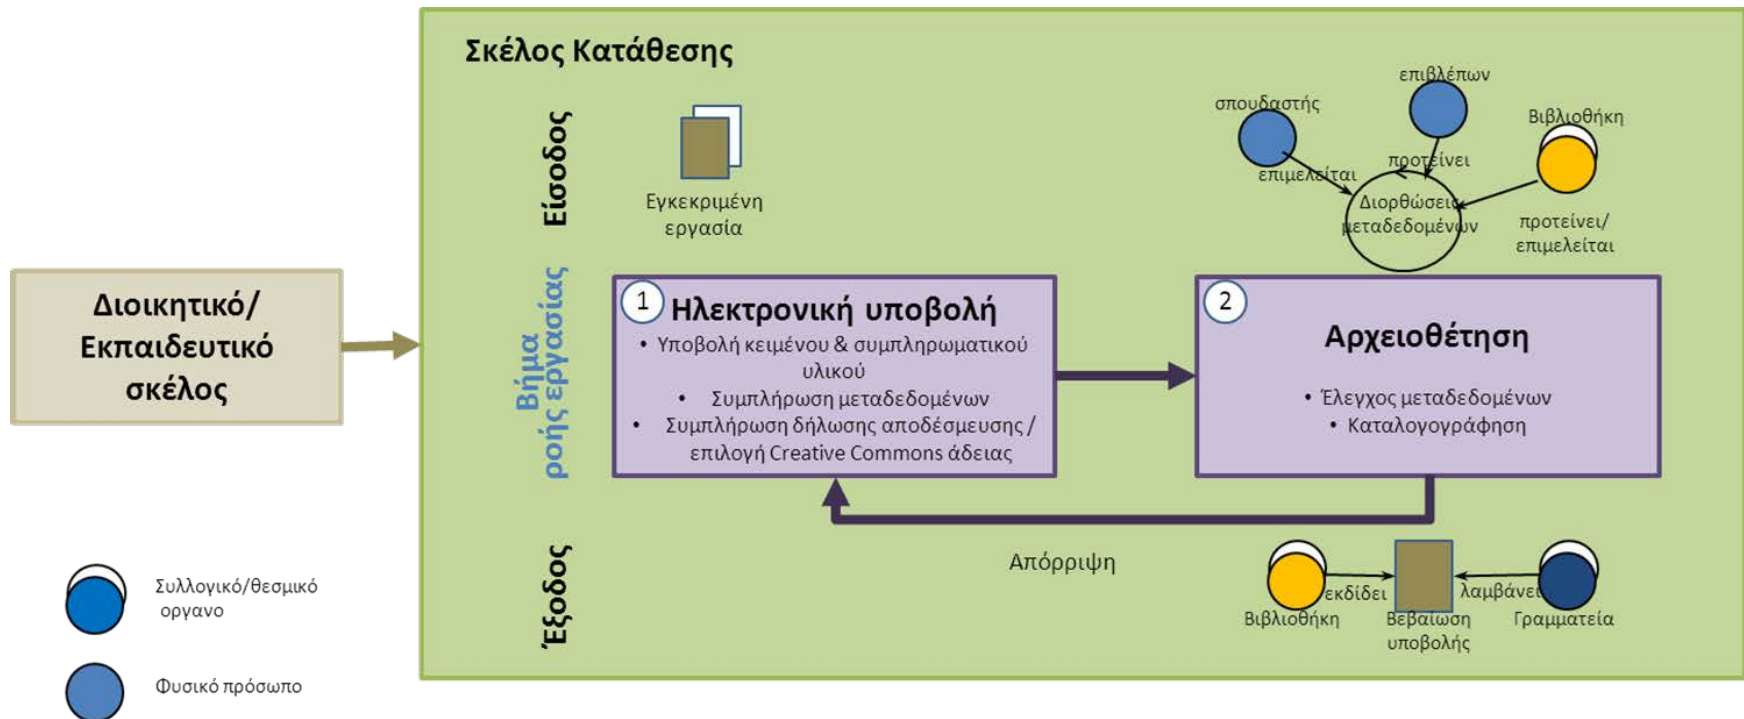 Σκέλος Κατάθεσης
Είσοδος
Εγκεκριμένη
εργασία
σπουδαστής
επιβλέπων
Βιβλιοθήκη
επιμελείται
προτείνει
προτείνει/
επιμελείται
Διορθώσεις
μεταδεδομένων
Διοικητικό/
Εκπαιδευτικό
σκέλος
Βήμα
ροής εργασίας
1
Ηλεκτρονική υποβολή
• Υποβολή κειμένου & συμπληρωματικού
υλικού
• Συμπλήρωση μεταδεδομένων
• Συμπλήρωση δήλωσης αποδέσμευσης /
επιλογή Creative Commons άδειας
2
Αρχειοθέτηση
• Έλεγχος μεταδεδομένων
• Καταλογογράφηση
Έξοδος
Απόρριψη
Βιβλιοθήκη
εκδίδει
Βεβαίωση
υποβολής
λαμβάνει
Γραμματεία
Συλλογικό/θεσμικό
οργανο
Φυσικό πρόσωπο